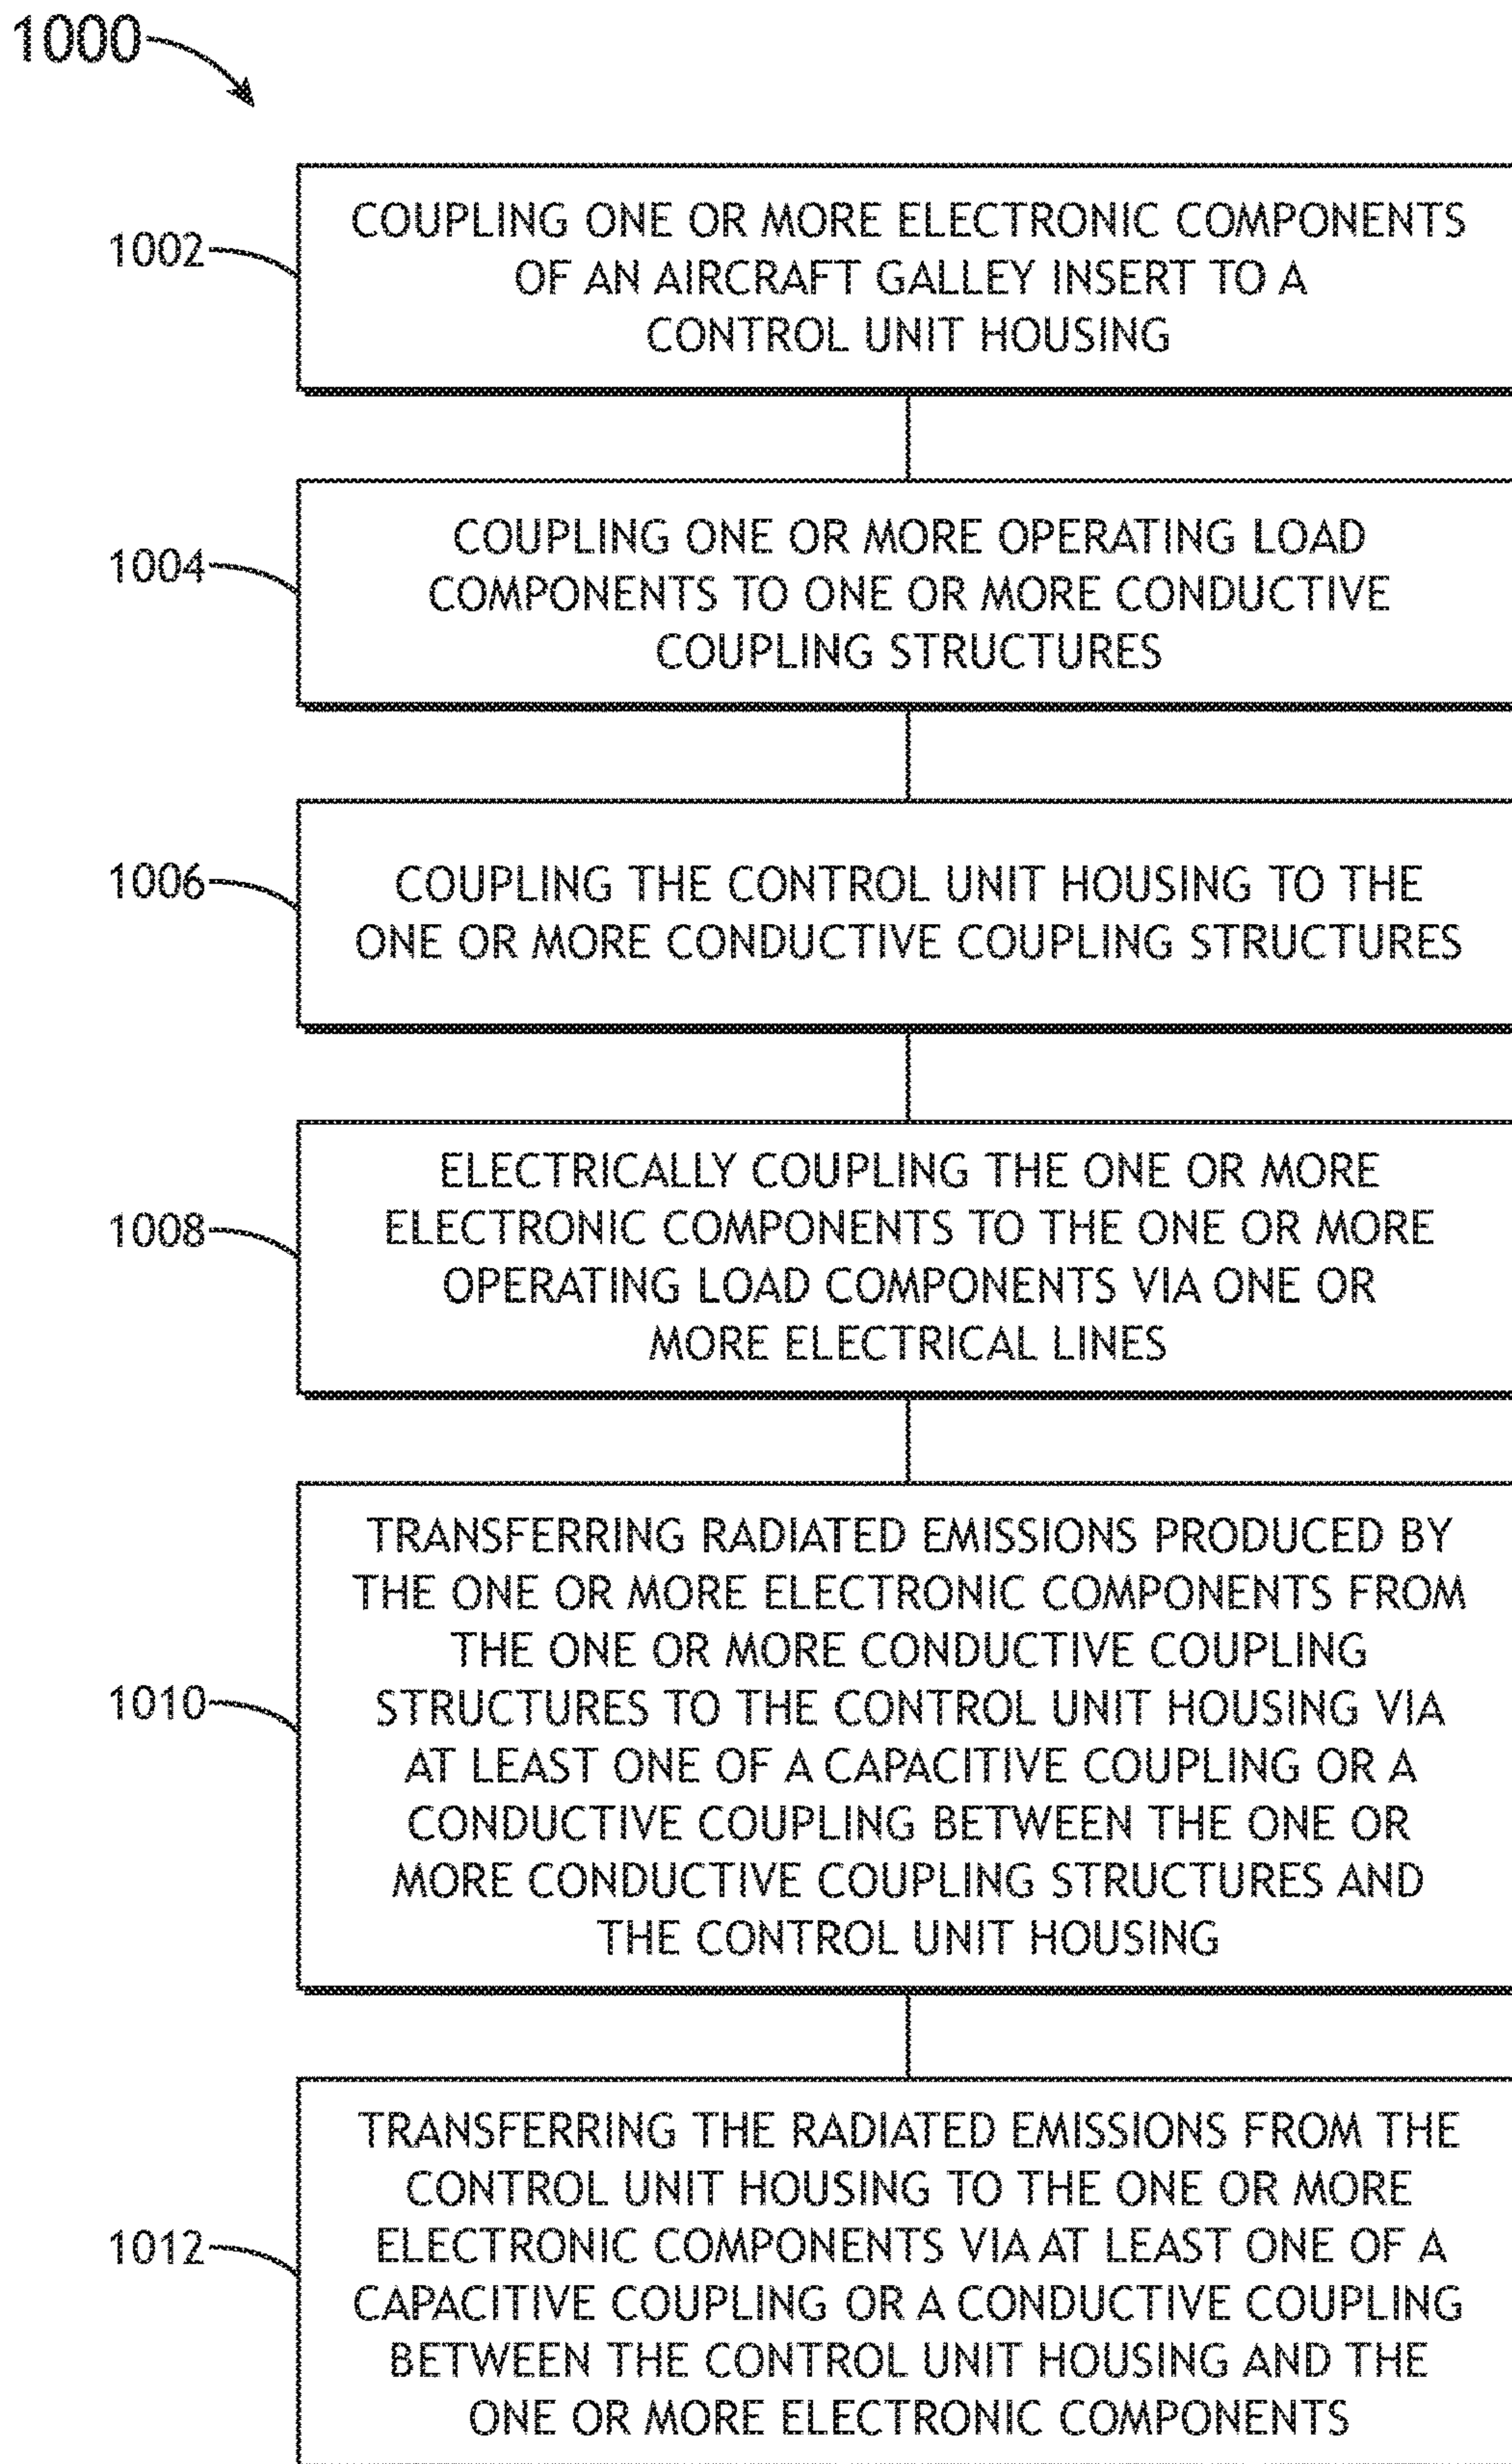 1000
1002
COUPLING ONE OR MORE ELECTRONIC COMPONENTS
OF AN AIRCRAFT GALLEY INSERT TO A
CONTROL UNIT HOUSING
1004
COUPLING ONE OR MORE OPERATING LOAD
COMPONENTS TO ONE OR MORE CONDUCTIVE
COUPLING STRUCTURES
1006
COUPLING THE CONTROL UNIT HOUSING TO THE
ONE OR MORE CONDUCTIVE COUPLING STRUCTURES
1008
ELECTRICALLY COUPLING THE ONE OR MORE
ELECTRONIC COMPONENTS TO THE ONE OR MORE
OPERATING LOAD COMPONENTS VIA ONE OR
MORE ELECTRICAL LINES
1010
TRANSFERRING RADIATED EMISSIONS PRODUCED BY
THE ONE OR MORE ELECTRONIC COMPONENTS FROM
THE ONE OR MORE CONDUCTIVE COUPLING
STRUCTURES TO THE CONTROL UNIT HOUSING VIA
AT LEAST ONE OF A CAPACITIVE COUPLING OR A
CONDUCTIVE COUPLING BETWEEN THE ONE OR
MORE CONDUCTIVE COUPLING STRUCTURES AND
THE CONTROL UNIT HOUSING
1012
TRANSFERRING THE RADIATED EMISSIONS FROM THE
CONTROL UNIT HOUSING TO THE ONE OR MORE
ELECTRONIC COMPONENTS VIA AT LEAST ONE OF A
CAPACITIVE COUPLING OR A CONDUCTIVE COUPLING
BETWEEN THE CONTROL UNIT HOUSING AND THE
ONE OR MORE ELECTRONIC COMPONENTS